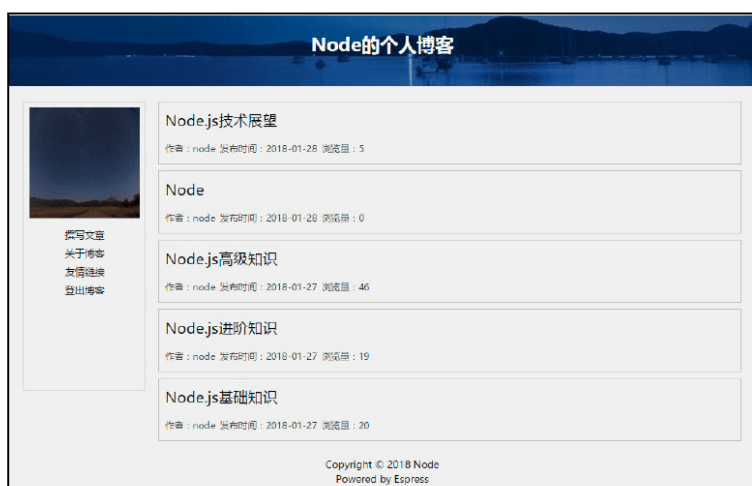 Node的个人博客
撰写文章
关于博客
友情链接
登出博客
Node.js技术展望
作者：node 发布时间：2018-01-28 浏览量：5
Node
作者：node 发布时间：2018-01-28 浏览量：0
Node.js高级知识
作者：node 发布时间：2018-01-27 浏览量：46
Node.js进阶知识
作者：node 发布时间：2018-01-27 浏览量：19
Node.js基础知识
作者：node 发布时间：2018-01-27 浏览量：20
Copyright © 2018 Node
Powered by Espress